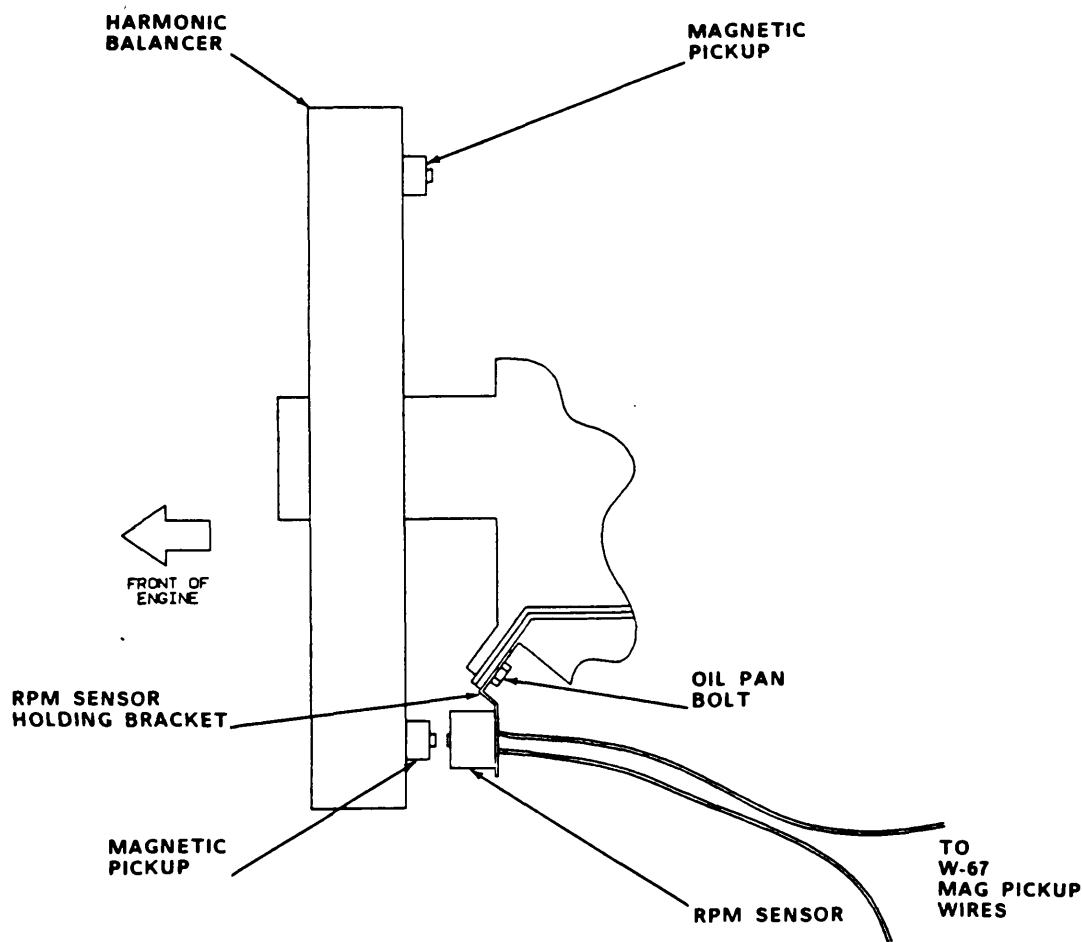 HARMONIC
BALANCER
MAGNETIC
PICKUP
FRONT OF
ENGINE
RPM SENSOR
HOLDING BRACKET
OIL PAN
BOLT
MAGNETIC
PICKUP
RPM SENSOR
TO
W-67
MAG PICKUP
WIRES